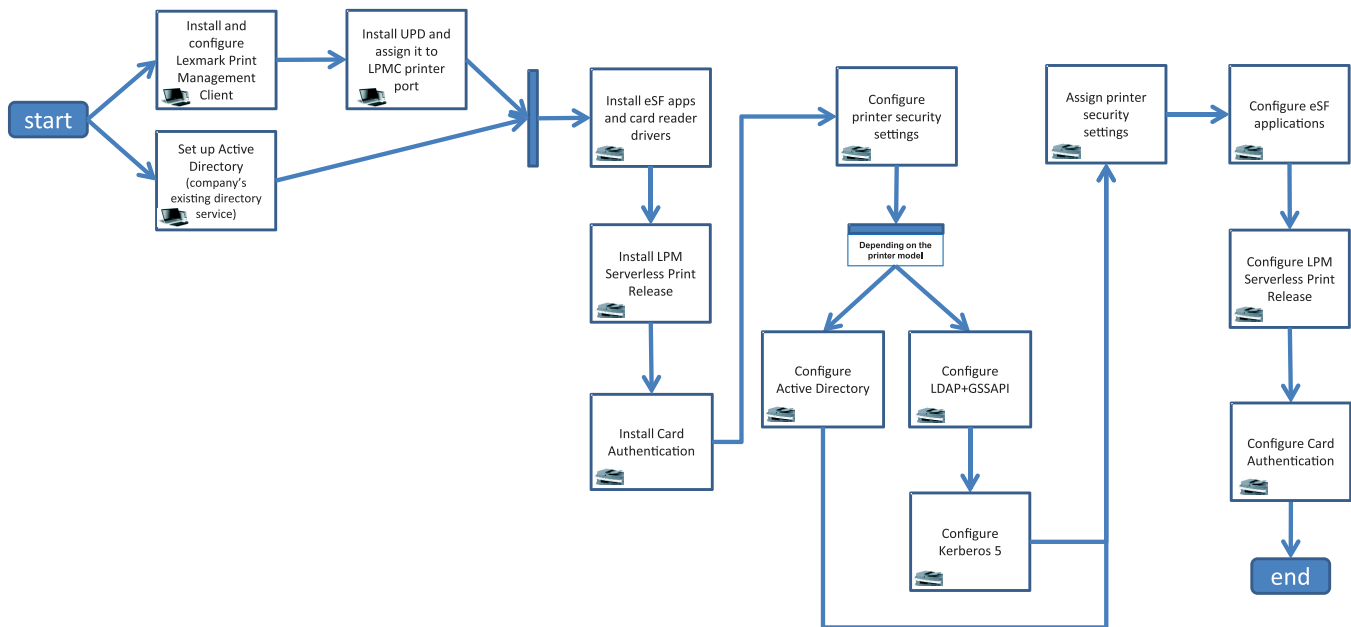 start
Install and
configure
Lexmark Print
Management
Client
Install UPD and
assign it to
LPMC printer
port
Set up Active
Directory
(company's
existing directory
service)
Install eSF apps
and card reader
drivers
Install LPM
Serverless Print
Release
Install Card
Authentication
Configure
printer security
settings
Depending on the
printer model
Configure
Active Directory
Configure
LDAP+GSSAPI
Configure
Kerberos 5
Assign printer
security
settings
Configure eSF
applications
Configure LPM
Serverless Print
Release
Configure Card
Authentication
end